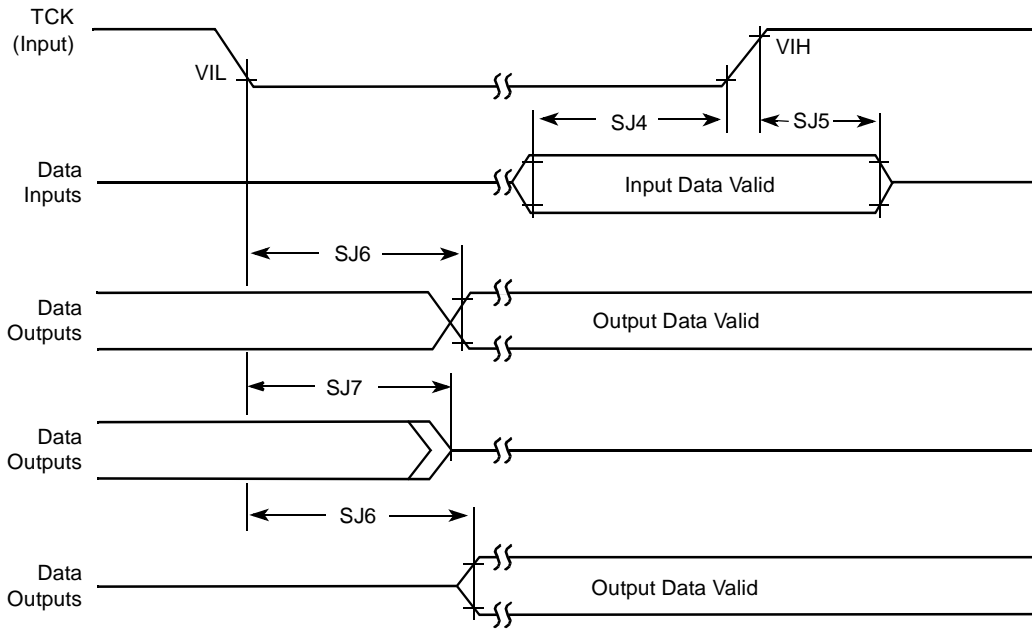 TCK
(Input)
VIL
VIH
SJ4
SJ5
Data
Inputs
Input Data Valid
SJ6
Data
Outputs
Output Data Valid
SJ7
Data
Outputs
SJ6
Data
Outputs
Output Data Valid